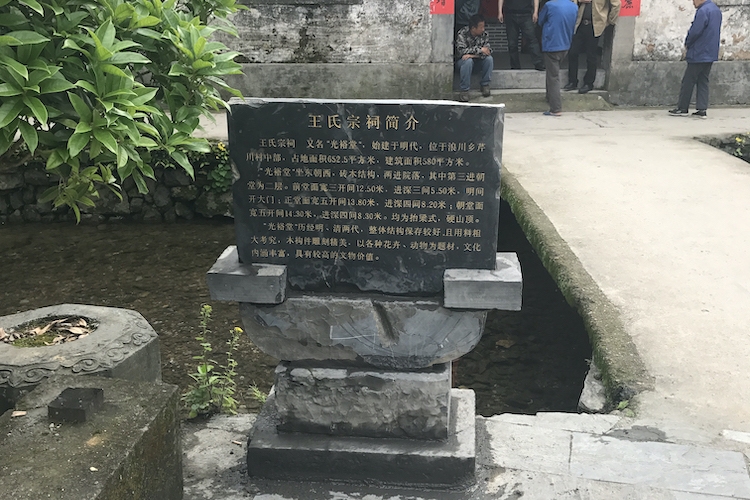 王氏宗祠简介
王氏宗祠 又名“光裕堂”，始建于明代，位于浪川乡芹
川村中部，占地面积652.5平方米，建筑面积580平方米。
“光裕堂”坐东朝西，砖木结构，两进院落，其中第三进朝
堂为二层。前堂面宽三开间12.50米，进深三间5.50米，明间
开大门；正堂面宽五开间13.80米，进深四间8.20米；朝堂面
宽五开间14.30米，进深四间8.30米。均为抬梁式，硬山顶。
“光裕堂”历经明、清两代，整体结构保存较好，且用料粗
大考究，木构件雕刻精美，以各种花卉、动物为题材，文化
内涵丰富，具有较高的文物价值。